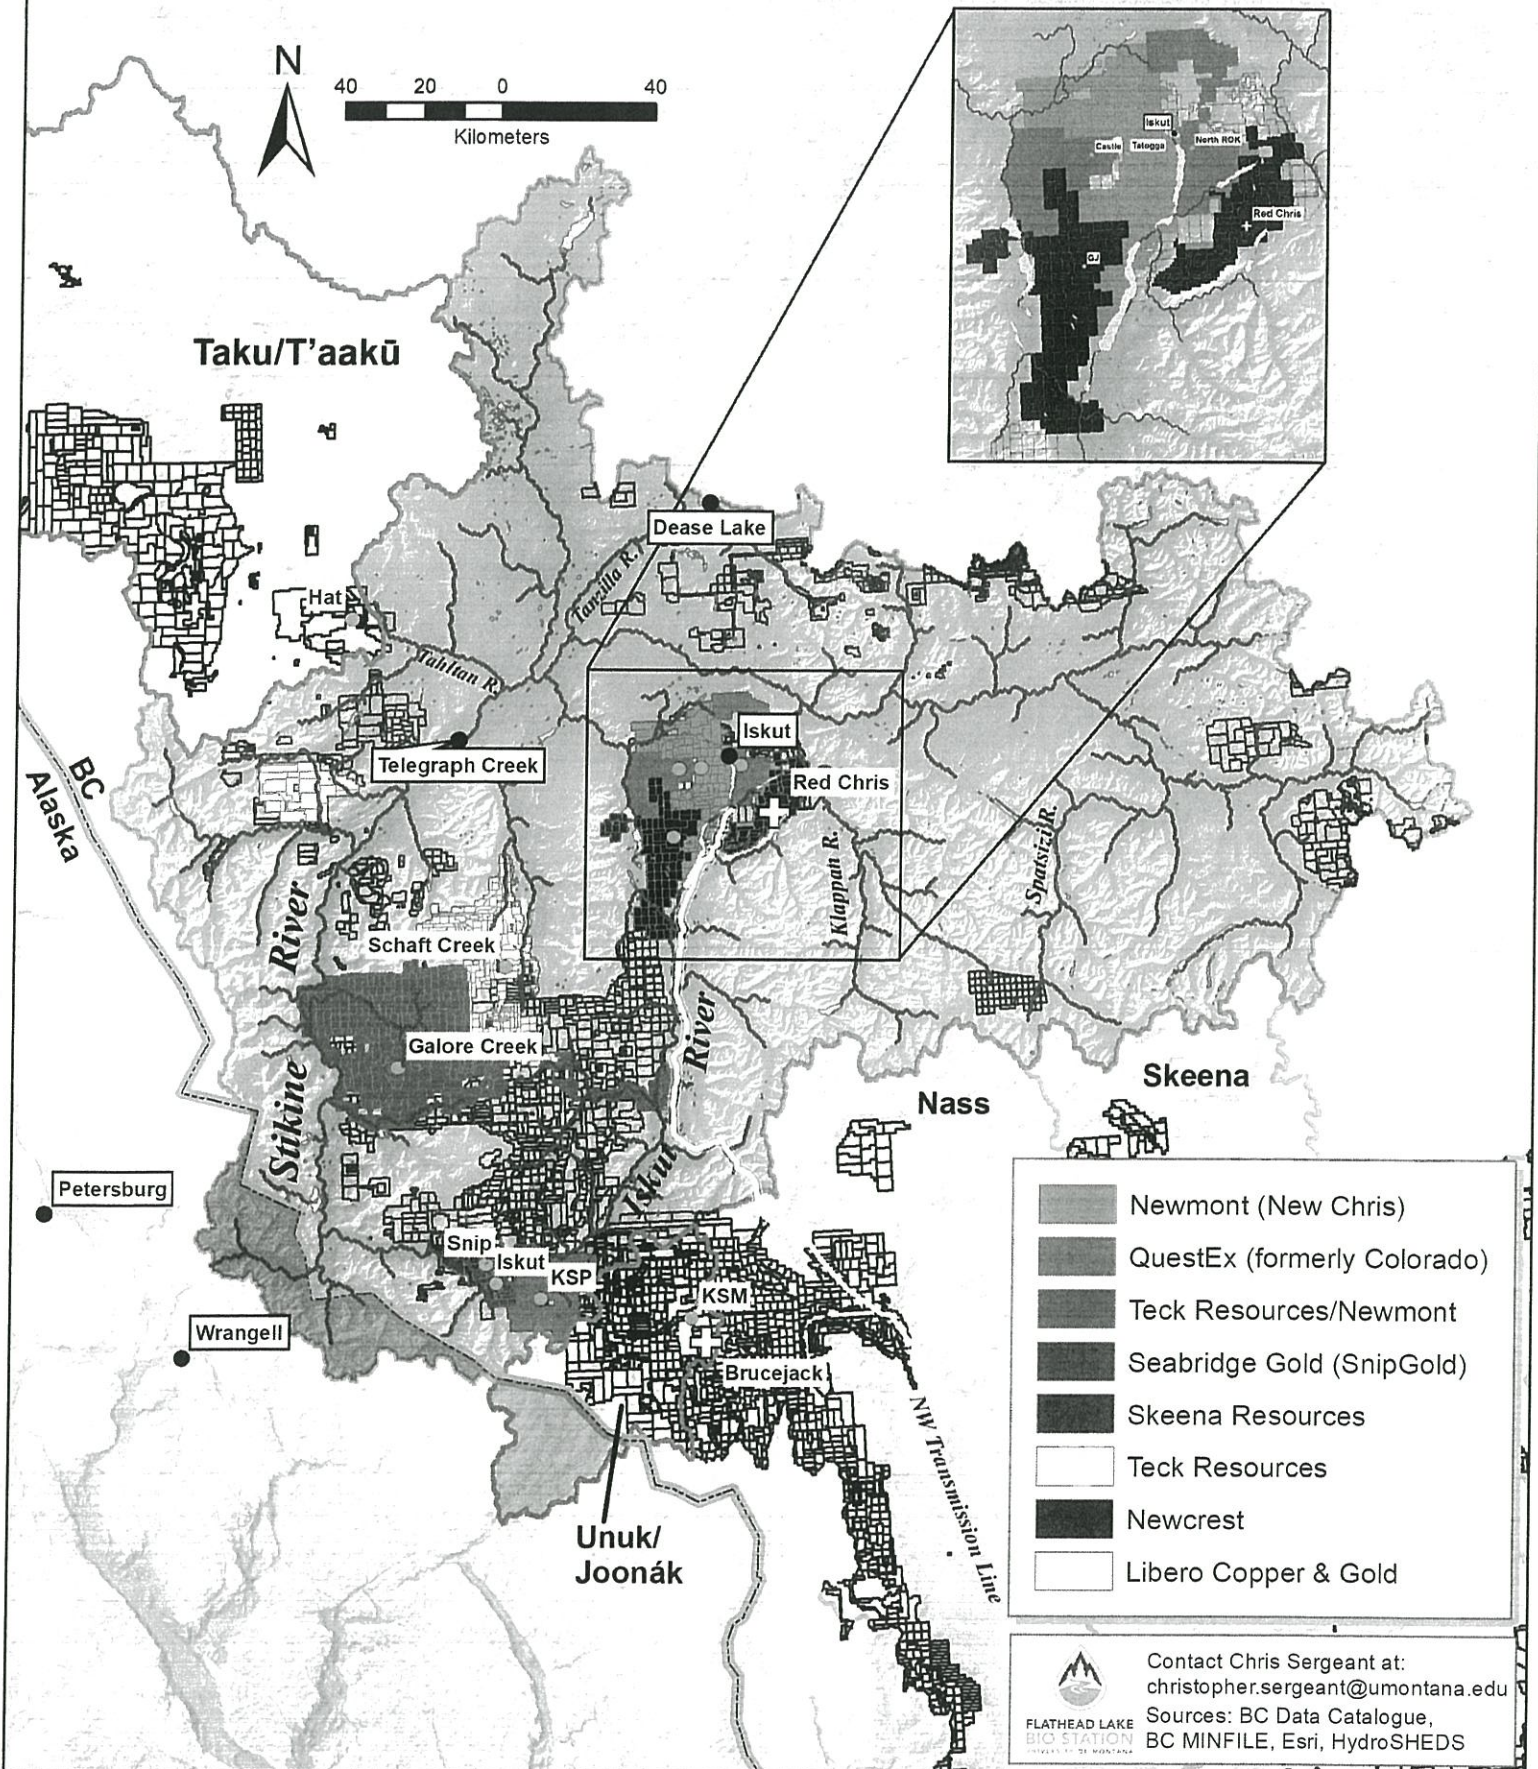 N
40 20 0 40
Kilometers
Iskut
Castle
Tatogga
North ROK
Red Chris
GJ
Taku/T'aakū
Dease Lake
Tanzilla R.
Hat
Tahltan R.
Iskut
Telegraph Creek
Red Chris
BC
Alaska
Klappan R.
Spatsizi R.
Schaft Creek
Stikine River
Galore Creek
Iskut River
Skeena
Nass
Petersburg
Snip
Iskut
KSP
KSM
Wrangell
Brucejack
NW Transmission Line
Unuk/
Joonák
Newmont (New Chris)
QuestEx (formerly Colorado)
Teck Resources/Newmont
Seabridge Gold (SnipGold)
Skeena Resources
Teck Resources
Newcrest
Libero Copper & Gold
Contact Chris Sergeant at:
christopher.sergeant@umontana.edu
Sources: BC Data Catalogue,
BC MINFILE, Esri, HydroSHEDS
FLATHEAD LAKE
BIO STATION
UNIVERSITY OF MONTANA